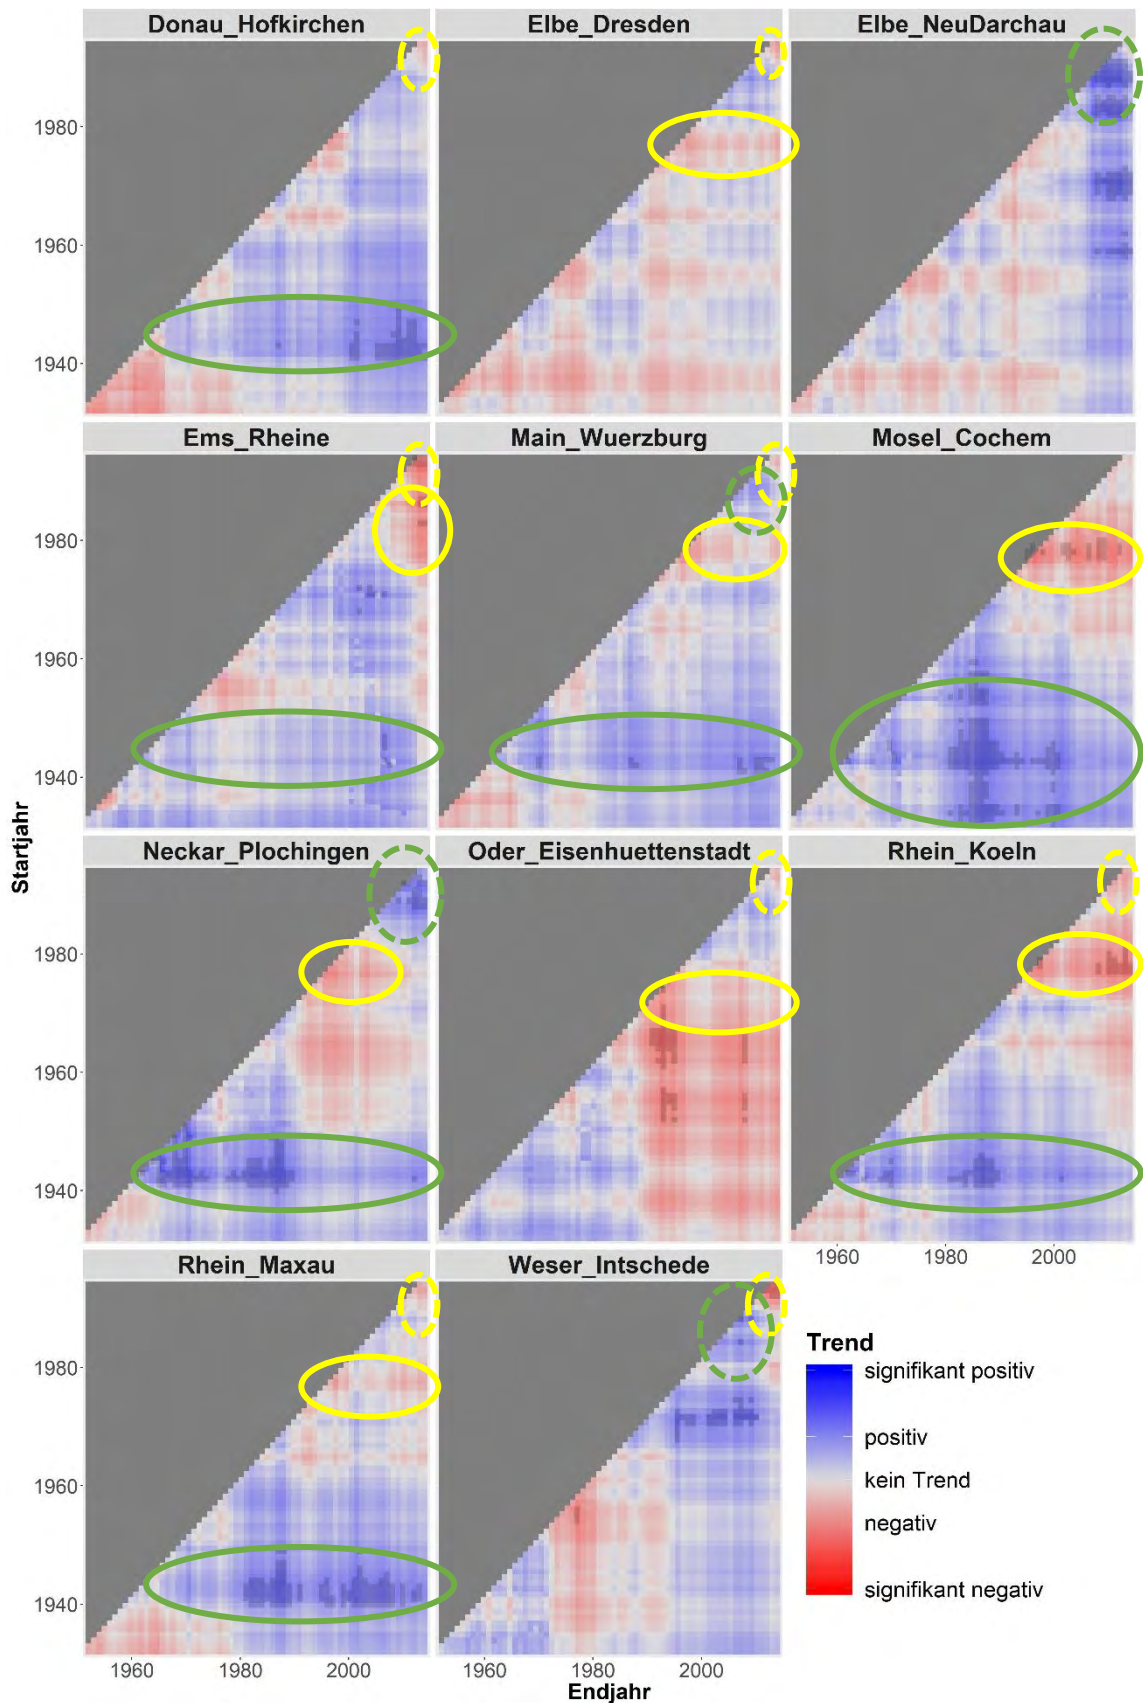 Donau_Hofkirchen Elbe_Dresden Elbe_NeuDarchau
1980
1960
1940
Ems_Rheine Main_Wuerzburg Mosel_Cochem
1980
1960
1940
Startjahr
Neckar_Plochingen Oder_Eisenhuettenstadt Rhein_Koeln
1980
1960
1940
1960 1980 2000
Rhein_Maxau Weser_Intschede
1980
1960
1940
1960 1980 2000 1960 1980 2000
Endjahr
Trend
signifikant positiv
positiv
kein Trend
negativ
signifikant negativ